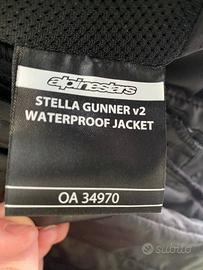 alpinestars
STELLA GUNNER v2
WATERPROOF JACKET
OA 34970
subito